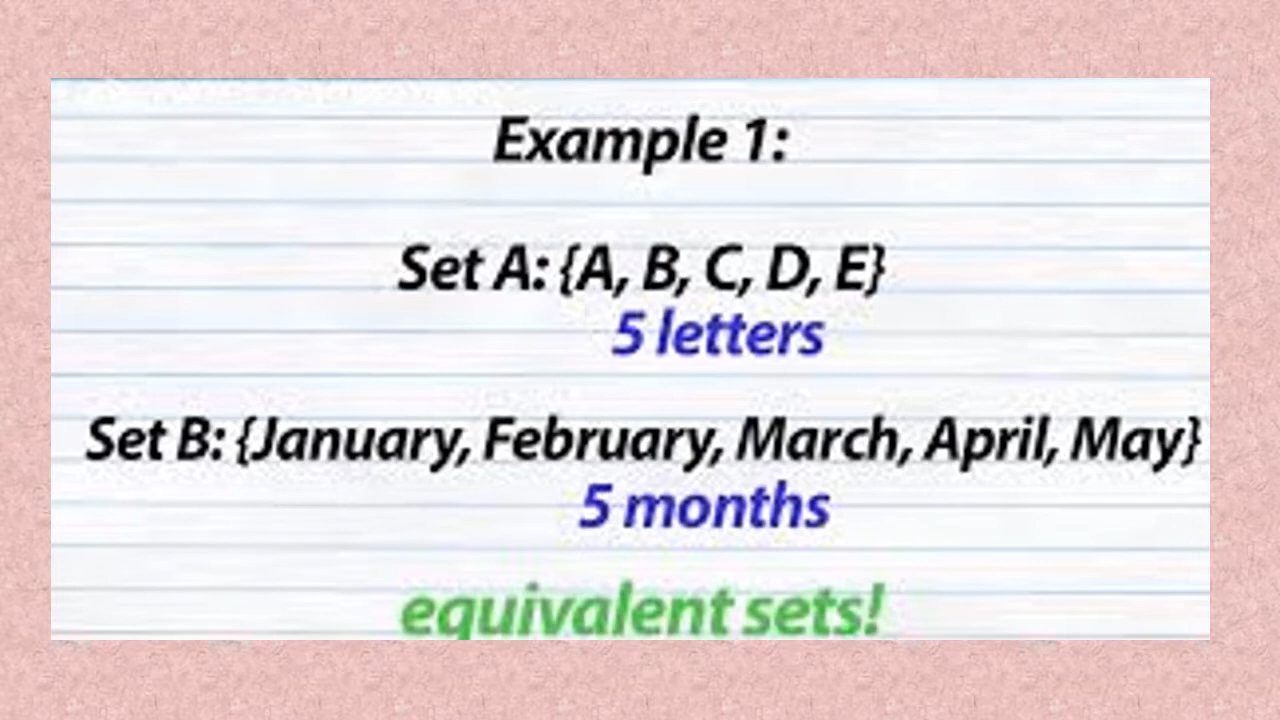 Example 1:
Set A: {A, B, C, D, E}
5 letters
Set B: {January, February, March, April, May}
5 months
equivalent sets!